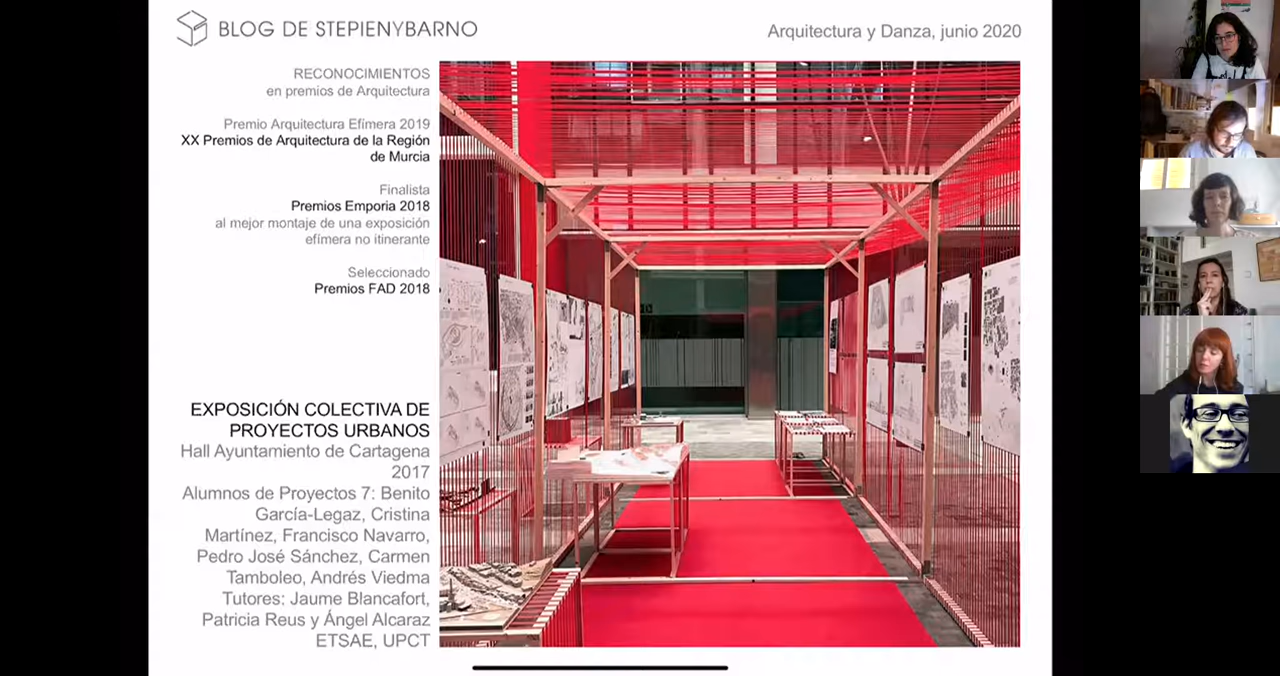 BLOG DE STEPIENYBARNO
Arquitectura y Danza, junio 2020
RECONOCIMIENTOS
en premios de Arquitectura
Premio Arquitectura Efímera 2019
XX Premios de Arquitectura de la Región
de Murcia
Finalista
Premios Emporia 2018
al mejor montaje de una exposición
efímera no itinerante
Seleccionado
Premios FAD 2018
EXPOSICIÓN COLECTIVA DE
PROYECTOS URBANOS
Hall Ayuntamiento de Cartagena
2017
Alumnos de Proyectos 7: Benito
García-Legaz, Cristina
Martínez, Francisco Navarro,
Pedro José Sánchez, Carmen
Tamboleo, Andrés Viedma
Tutores: Jaume Blancafort,
Patricia Reus y Ángel Alcaraz
ETSAE, UPCT